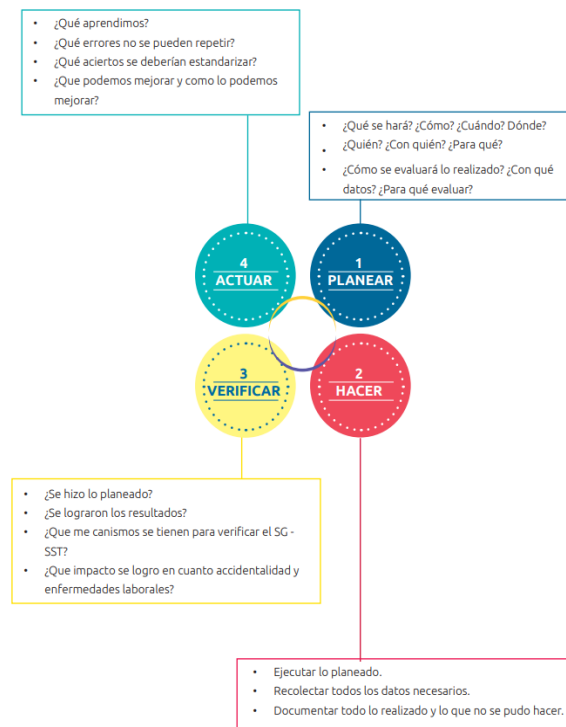 • ¿Qué aprendimos?
• ¿Qué errores no se pueden repetir?
• ¿Qué aciertos se deberían estandarizar?
• ¿Que podemos mejorar y como lo podemos
mejorar?
• ¿Qué se hará? ¿Cómo? ¿Cuándo? Dónde?
• ¿Quién? ¿Con quién? ¿Para qué?
• ¿Cómo se evaluará lo realizado? ¿Con qué
datos? ¿Para qué evaluar?
4
ACTUAR
1
PLANEAR
3
VERIFICAR
2
HACER
• ¿Se hizo lo planeado?
• ¿Se lograron los resultados?
• ¿Que me canismos se tienen para verificar el SG -
SST?
• ¿Que impacto se logro en cuanto accidentalidad y
enfermedades laborales?
• Ejecutar lo planeado.
• Recolectar todos los datos necesarios.
• Documentar todo lo realizado y lo que no se pudo hacer.